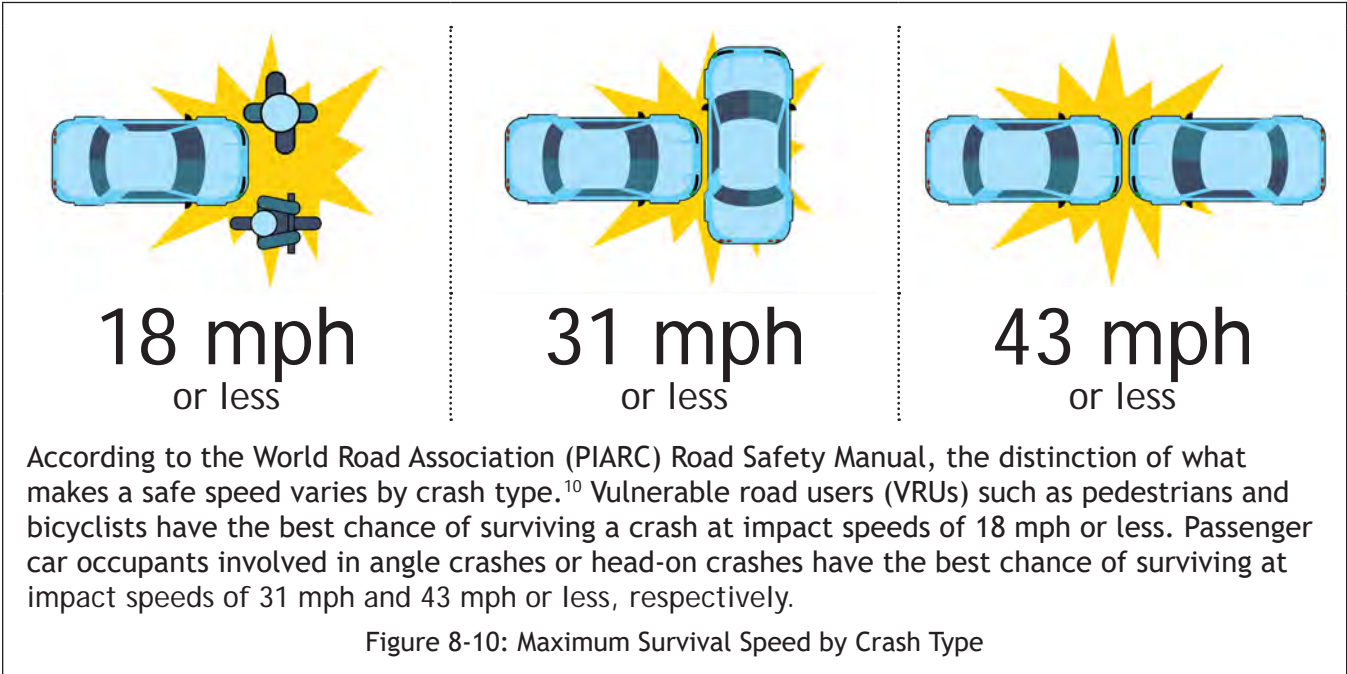 18 mph
or less
31 mph
or less
43 mph
or less
According to the World Road Association (PIARC) Road Safety Manual, the distinction of what
makes a safe speed varies by crash type.¹⁰ Vulnerable road users (VRUs) such as pedestrians and
bicyclists have the best chance of surviving a crash at impact speeds of 18 mph or less. Passenger
car occupants involved in angle crashes or head-on crashes have the best chance of surviving at
impact speeds of 31 mph and 43 mph or less, respectively.
Figure 8-10: Maximum Survival Speed by Crash Type